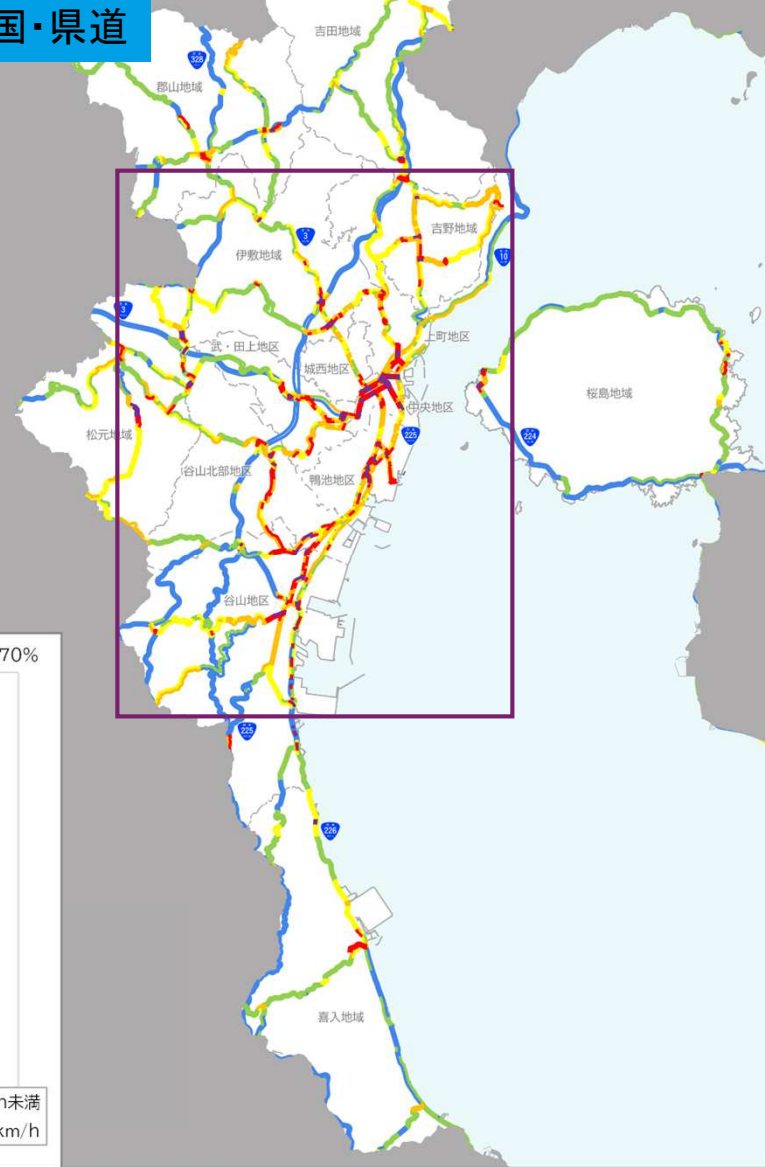 国・県道
吉田地域
328
郡山地域
吉野地域
3
伊敷地域
10
3
上町地区
武・田上地区
城西地区
桜島地域
中央地区
松元地域
225
224
谷山北部地区
鴨池地区
谷山地区
70%
225
226
喜入地域
h未満
km/h